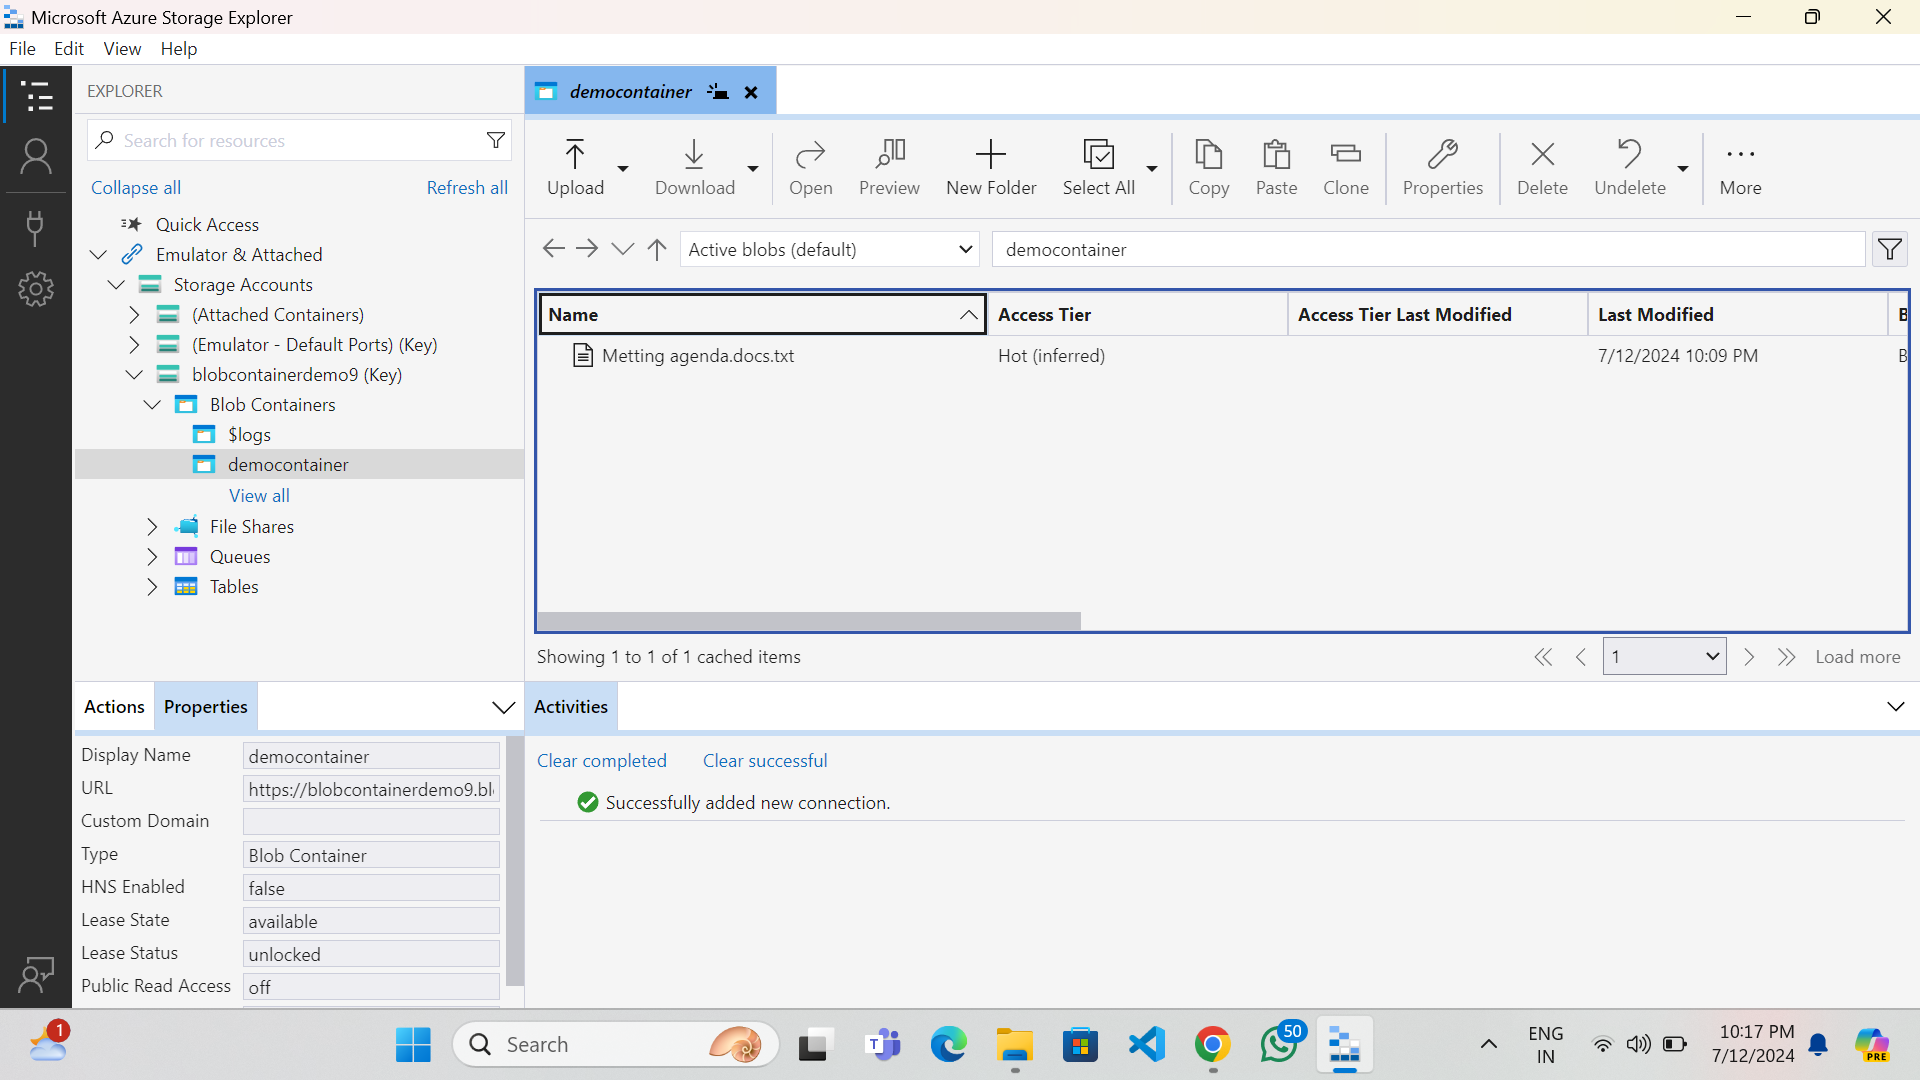 Microsoft Azure Storage Explorer
File Edit View Help
EXPLORER
Search for resources
Collapse all Refresh all
Quick Access
Emulator & Attached
Storage Accounts
(Attached Containers)
(Emulator - Default Ports) (Key)
blobcontainerdemo9 (Key)
Blob Containers
$logs
democontainer
View all
File Shares
Queues
Tables
democontainer
Upload Download Open Preview New Folder Select All Copy Paste Clone Properties Delete Undelete More
Active blobs (default) democontainer
Name Access Tier Access Tier Last Modified Last Modified B
Metting agenda.docs.txt Hot (inferred) 7/12/2024 10:09 PM B
Showing 1 to 1 of 1 cached items 1 Load more
Actions Properties
Display Name democontainer
URL https://blobcontainerdemo9.bl
Custom Domain
Type Blob Container
HNS Enabled false
Lease State available
Lease Status unlocked
Public Read Access off
Activities
Clear completed Clear successful
Successfully added new connection.
1
Search
T
50
ENG
IN
10:17 PM
7/12/2024
PRE